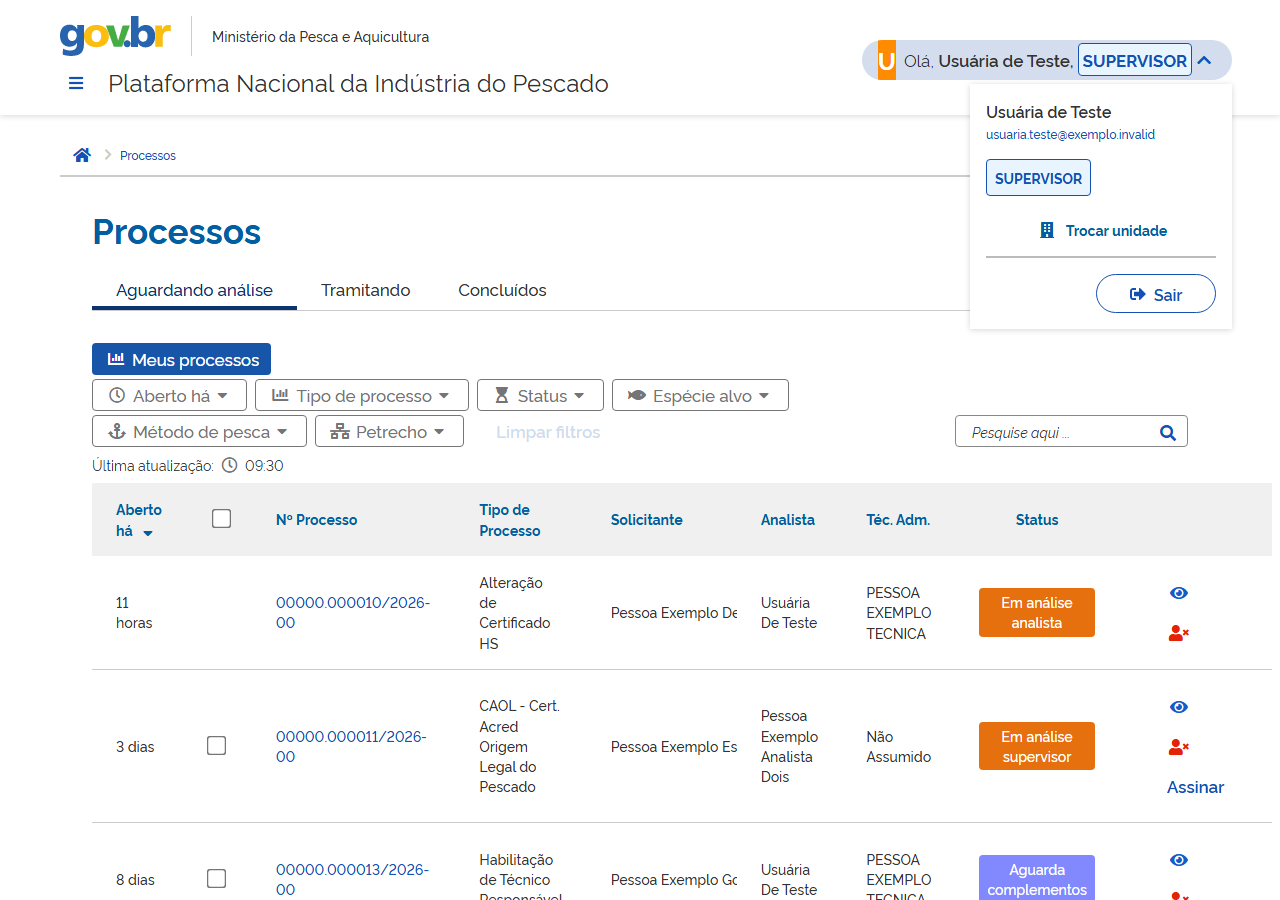 gov.br
Ministério da Pesca e Aquicultura
Plataforma Nacional da Indústria do Pescado
U Olá, Usuária de Teste, SUPERVISOR
Usuária de Teste
usuaria.teste@exemplo.invalid
SUPERVISOR
Trocar unidade
Sair
Processos
Processos
Aguardando análise Tramitando Concluídos
Meus processos
Aberto há Tipo de processo Status Espécie alvo
Método de pesca Petrecho Limpar filtros Pesquise aqui ...
Última atualização: 09:30
Aberto há Nº Processo Tipo de Processo Solicitante Analista Téc. Adm. Status
11 horas
00000.000010/2026-00
Alteração de Certificado HS
Pessoa Exemplo De
Usuária De Teste
PESSOA EXEMPLO TECNICA
Em análise analista
3 dias
00000.000011/2026-00
CAOL - Cert. Acred Origem Legal do Pescado
Pessoa Exemplo Es
Pessoa Exemplo Analista Dois
Não Assumido
Em análise supervisor
Assinar
8 dias
00000.000013/2026-00
Habilitação de Técnico Responsável
Pessoa Exemplo Go
Usuária De Teste
PESSOA EXEMPLO TECNICA
Aguarda complementos